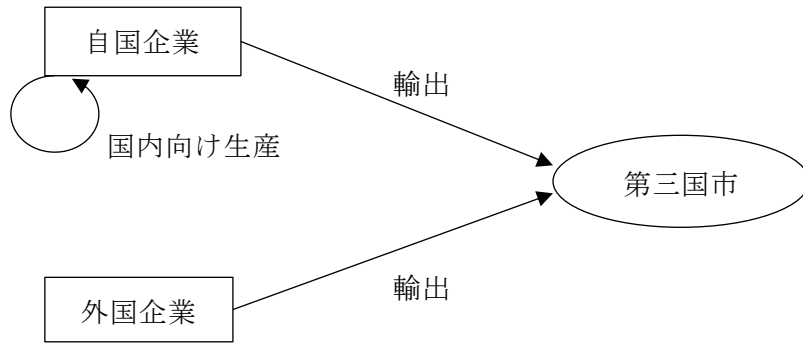 自国企業
輸出
国内向け生産
第三国市
輸出
外国企業